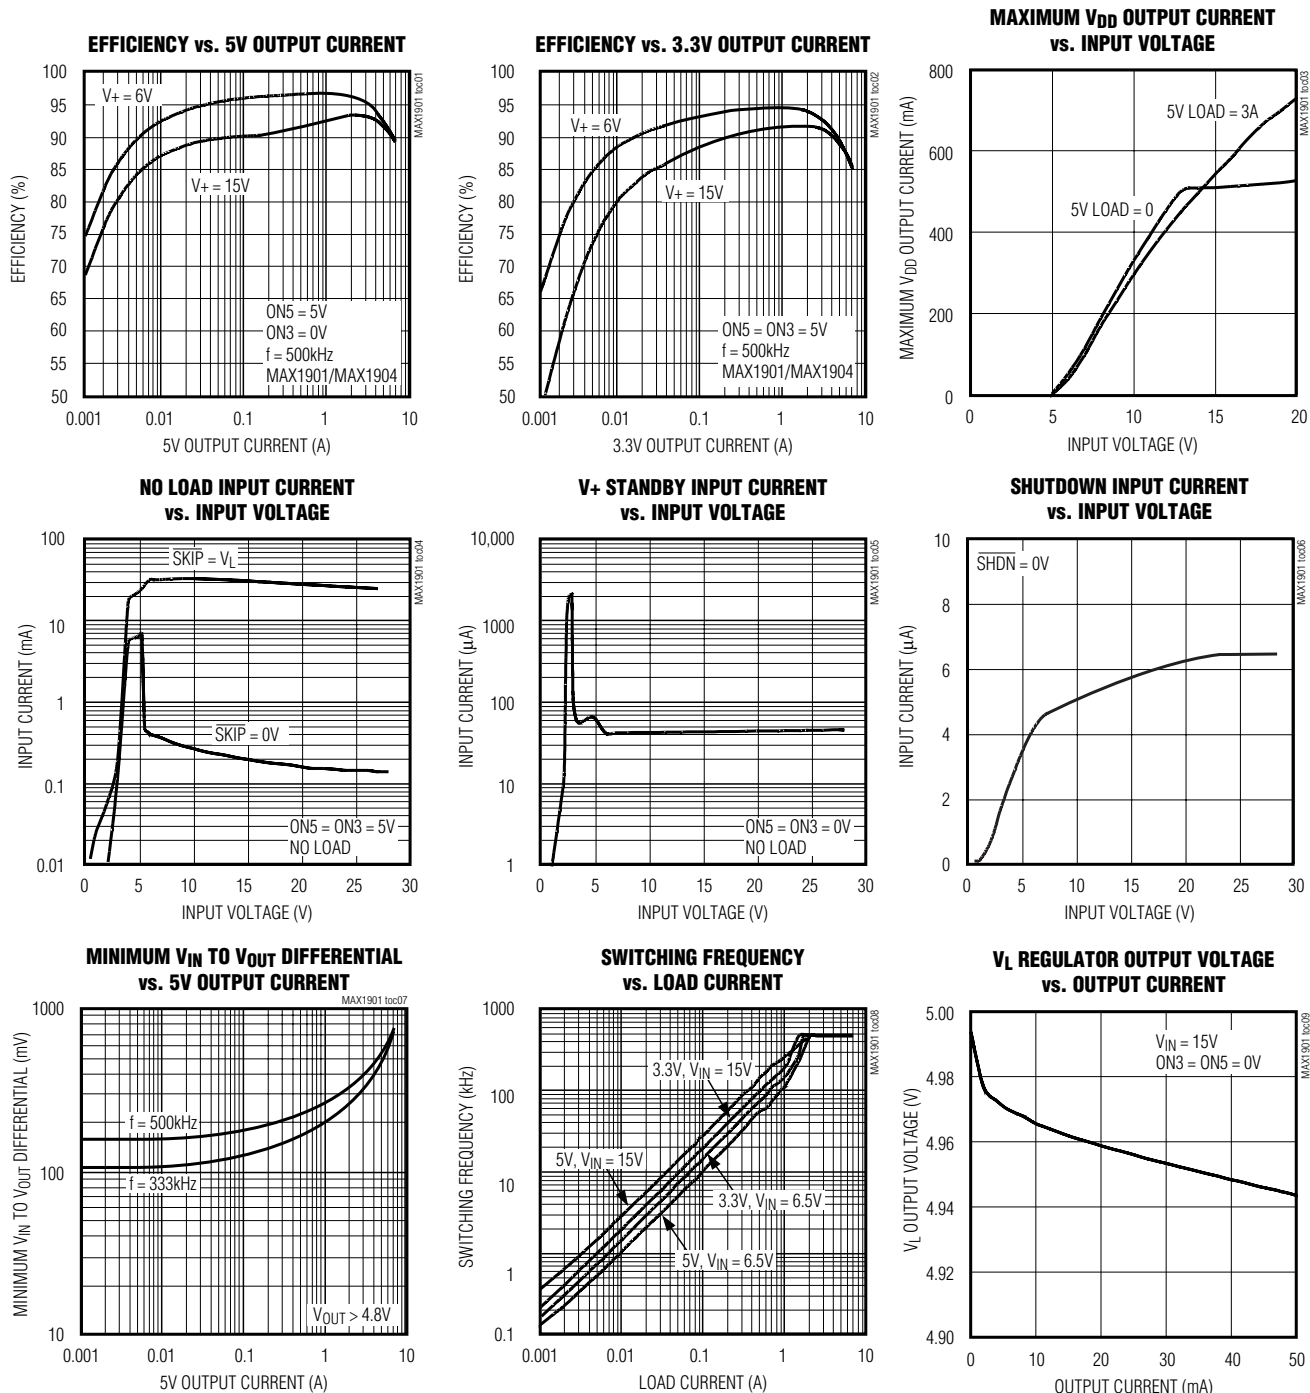 EFFICIENCY vs. 5V OUTPUT CURRENT
100
95
90
85
80
75
70
65
60
55
50
EFFICIENCY (%)
V+ = 6V
V+ = 15V
ON5 = 5V
ON3 = 0V
f = 500kHz
MAX1901/MAX1904
0.001
0.01
0.1
1
10
5V OUTPUT CURRENT (A)
MAX1901 toc01
EFFICIENCY vs. 3.3V OUTPUT CURRENT
100
95
90
85
80
75
70
65
60
55
50
EFFICIENCY (%)
V+ = 6V
V+ = 15V
ON5 = ON3 = 5V
f = 500kHz
MAX1901/MAX1904
0.001
0.01
0.1
1
10
3.3V OUTPUT CURRENT (A)
MAX1901 toc02
MAXIMUM VDD OUTPUT CURRENT
vs. INPUT VOLTAGE
800
600
400
200
0
MAXIMUM VDD OUTPUT CURRENT (mA)
5V LOAD = 3A
5V LOAD = 0
0
5
10
15
20
INPUT VOLTAGE (V)
MAX1901 toc03
NO LOAD INPUT CURRENT
vs. INPUT VOLTAGE
100
10
1
0.1
0.01
INPUT CURRENT (mA)
SKIP = VL
SKIP = 0V
ON5 = ON3 = 5V
NO LOAD
0
5
10
15
20
25
30
INPUT VOLTAGE (V)
MAX1901 toc04
V+ STANDBY INPUT CURRENT
vs. INPUT VOLTAGE
10,000
1000
100
10
1
INPUT CURRENT (μA)
ON5 = ON3 = 0V
NO LOAD
0
5
10
15
20
25
30
INPUT VOLTAGE (V)
MAX1901 toc05
SHUTDOWN INPUT CURRENT
vs. INPUT VOLTAGE
10
8
6
4
2
0
INPUT CURRENT (μA)
SHDN = 0V
0
5
10
15
20
25
30
INPUT VOLTAGE (V)
MAX1901 toc06
MINIMUM VIN TO VOUT DIFFERENTIAL
vs. 5V OUTPUT CURRENT
MAX1901 toc07
1000
100
10
MINIMUM VIN TO VOUT DIFFERENTIAL (mV)
f = 500kHz
f = 333kHz
VOUT > 4.8V
0.001
0.01
0.1
1
10
5V OUTPUT CURRENT (A)
SWITCHING FREQUENCY
vs. LOAD CURRENT
1000
100
10
1
0.1
SWITCHING FREQUENCY (kHz)
3.3V, VIN = 15V
5V, VIN = 15V
3.3V, VIN = 6.5V
5V, VIN = 6.5V
0.001
0.01
0.1
1
10
LOAD CURRENT (A)
MAX1901 toc08
VL REGULATOR OUTPUT VOLTAGE
vs. OUTPUT CURRENT
5.00
4.98
4.96
4.94
4.92
4.90
VL OUTPUT VOLTAGE (V)
VIN = 15V
ON3 = ON5 = 0V
0
10
20
30
40
50
OUTPUT CURRENT (mA)
MAX1901 toc09